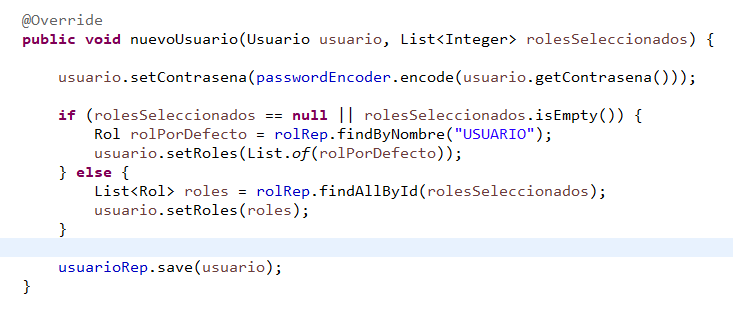 @Override
public void nuevoUsuario(Usuario usuario, List<Integer> rolesSeleccionados) {
usuario.setContrasena(passwordEncoder.encode(usuario.getContrasena()));
if (rolesSeleccionados == null || rolesSeleccionados.isEmpty()) {
Rol rolPorDefecto = rolRep.findByNombre("USUARIO");
usuario.setRoles(List.of(rolPorDefecto));
} else {
List<Rol> roles = rolRep.findAllById(rolesSeleccionados);
usuario.setRoles(roles);
}
usuarioRep.save(usuario);
}